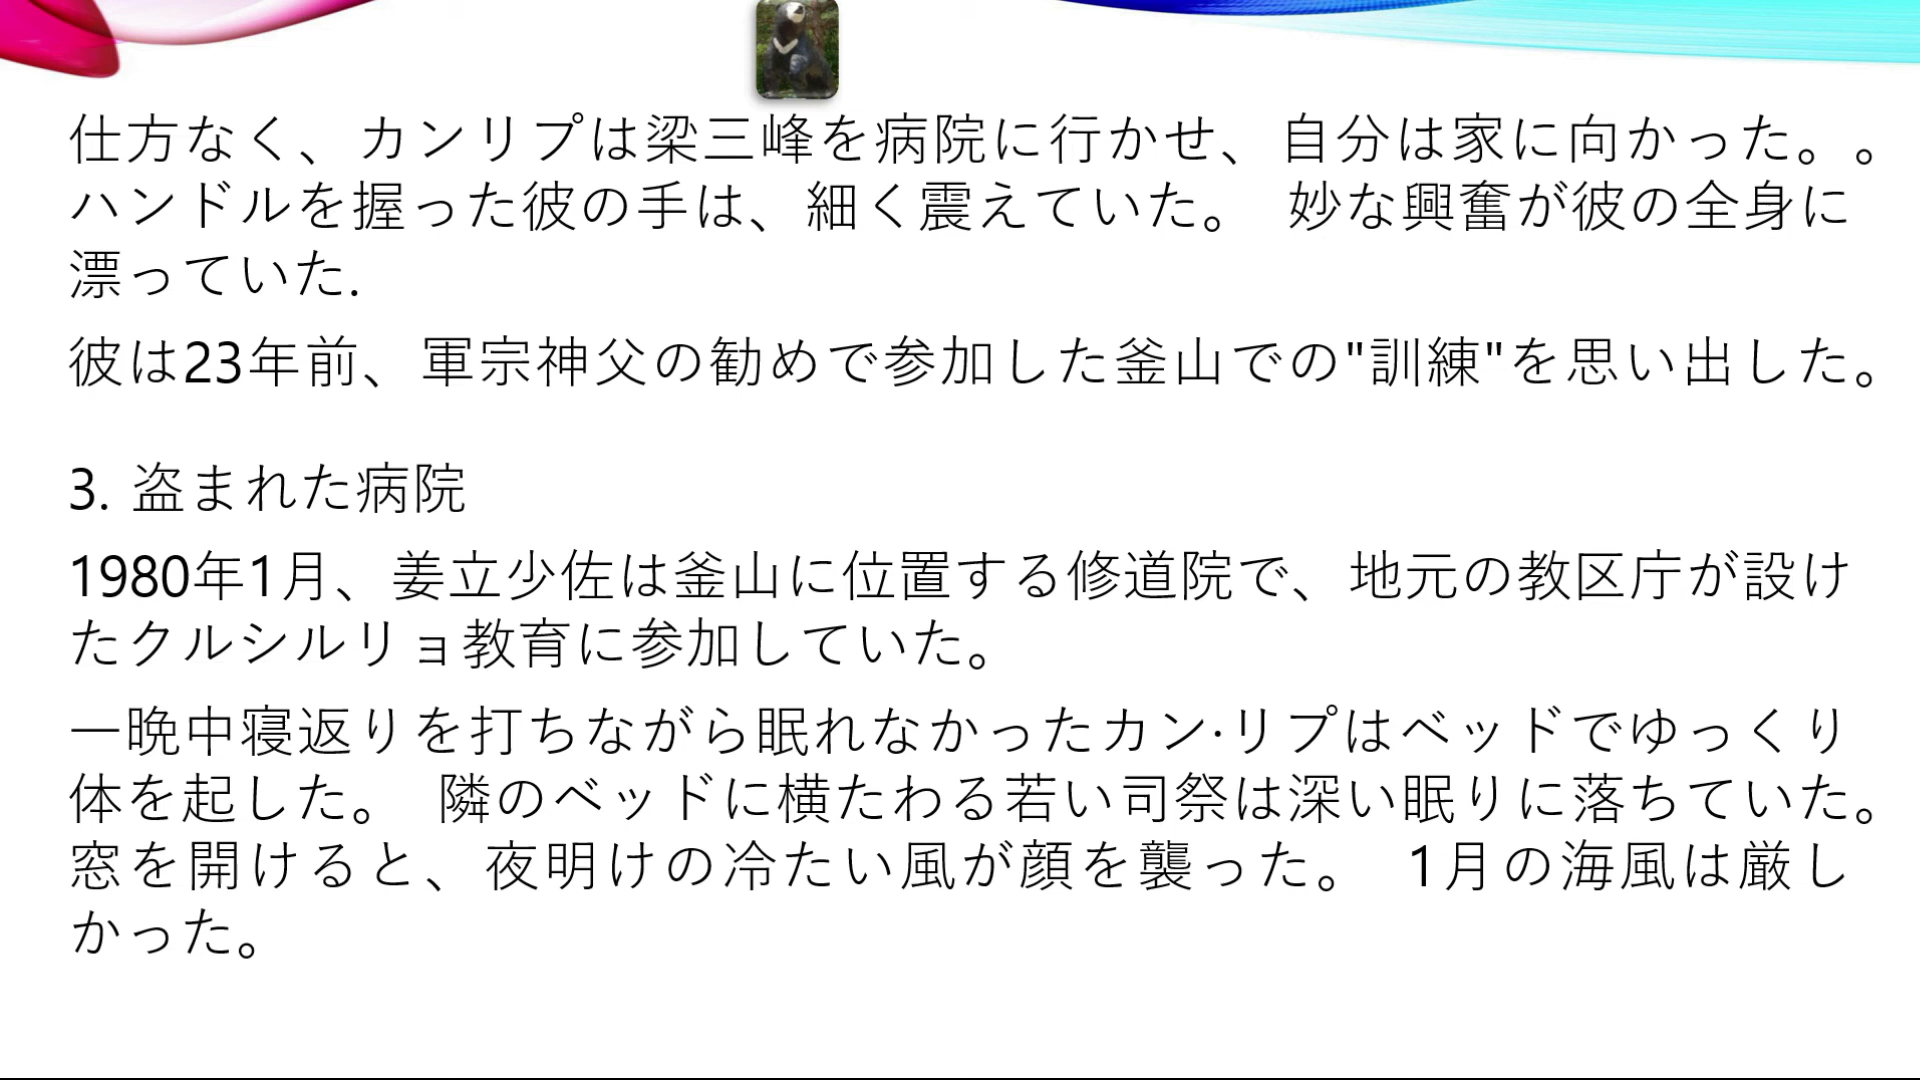 仕方なく、カンリプは梁三峰を病院に行かせ、自分は家に向かった。。
ハンドルを握った彼の手は、細く震えていた。 妙な興奮が彼の全身に
漂っていた.
彼は23年前、軍宗神父の勧めで参加した釜山での"訓練"を思い出した。
3. 盗まれた病院
1980年1月、姜立少佐は釜山に位置する修道院で、地元の教区庁が設け
たクルシルリョ教育に参加していた。
一晩中寝返りを打ちながら眠れなかったカン·リプはベッドでゆっくり
体を起した。 隣のベッドに横たわる若い司祭は深い眠りに落ちていた。
窓を開けると、夜明けの冷たい風が顔を襲った。 1月の海風は厳し
かった。